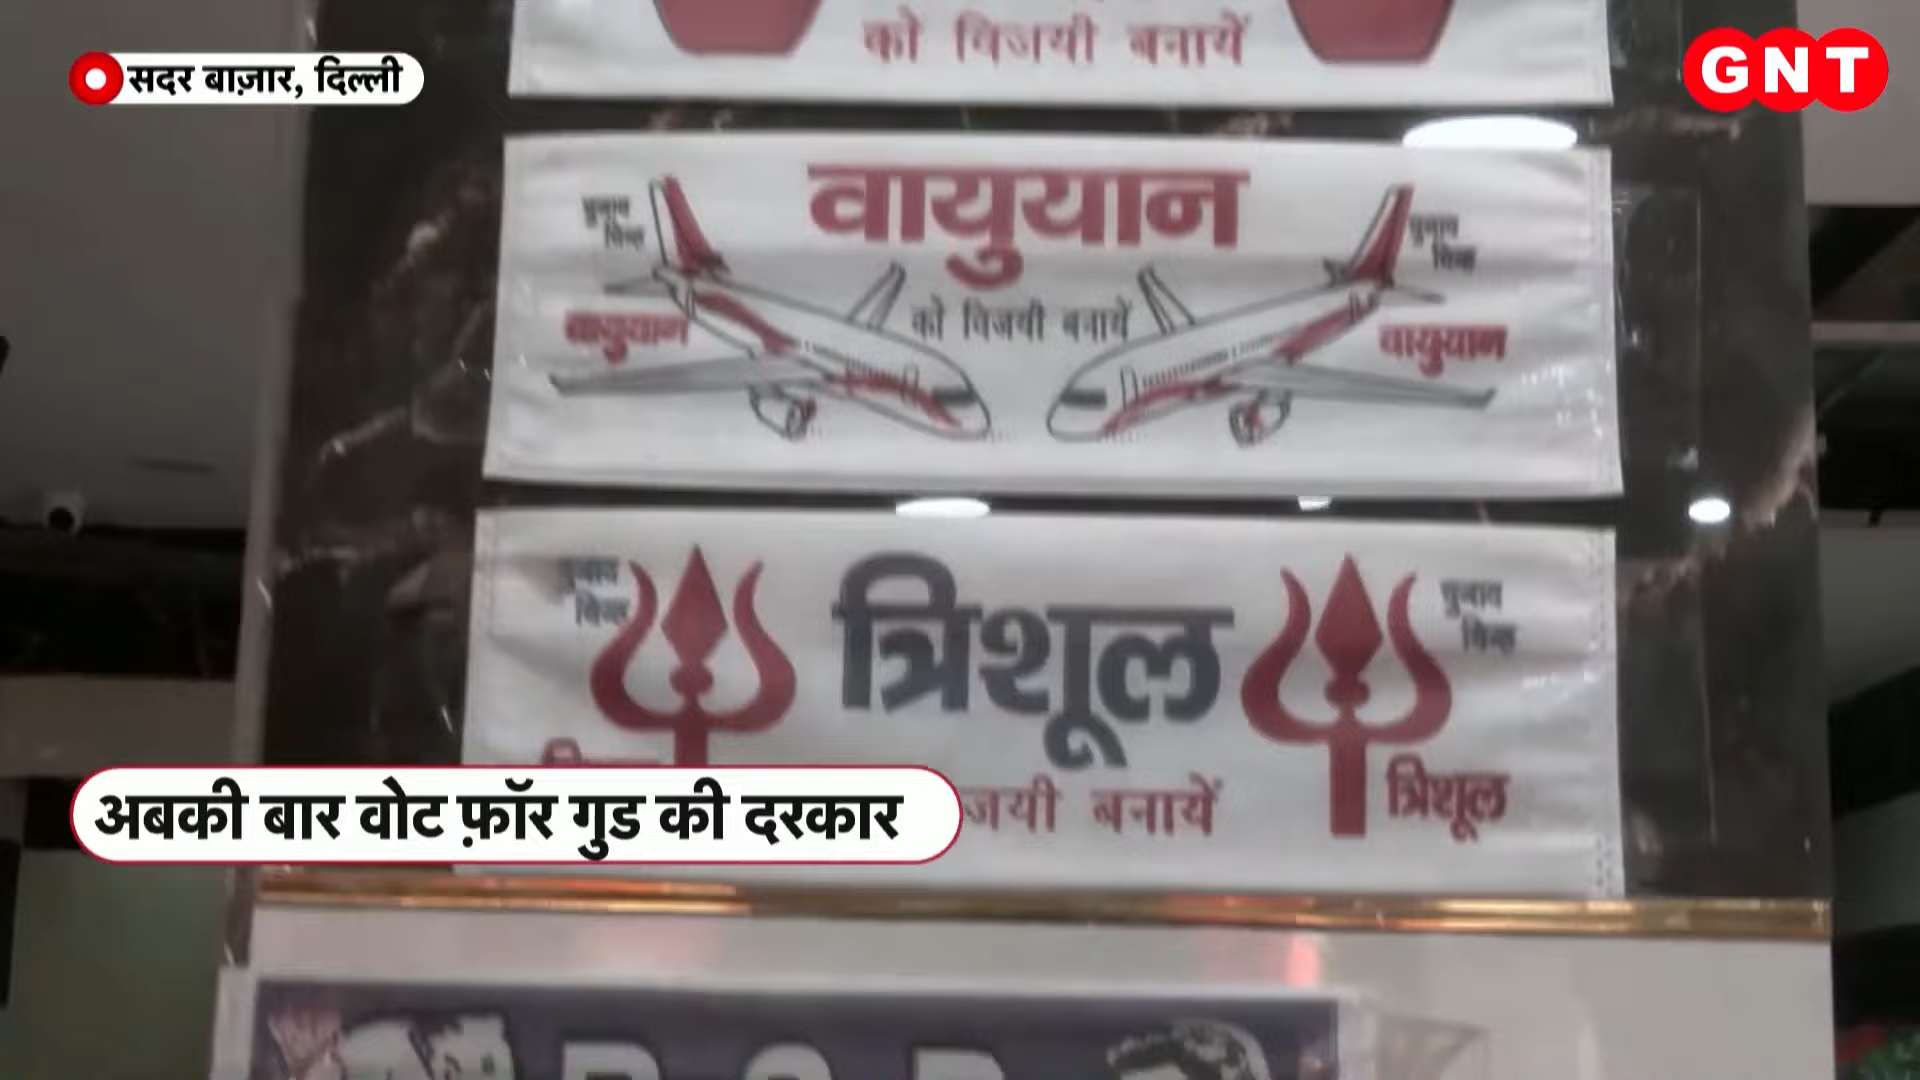 को विजयी बनायें
सदर बाज़ार, दिल्ली
GNT
वायुयान
चुनाव
चिन्ह
चुनाव
चिन्ह
को विजयी बनायें
वायुयान
वायुयान
चुनाव
चिन्ह
त्रिशूल
चुनाव
चिन्ह
जयी बनायें
त्रिशूल
अबकी बार वोट फ़ॉर गुड की दरकार